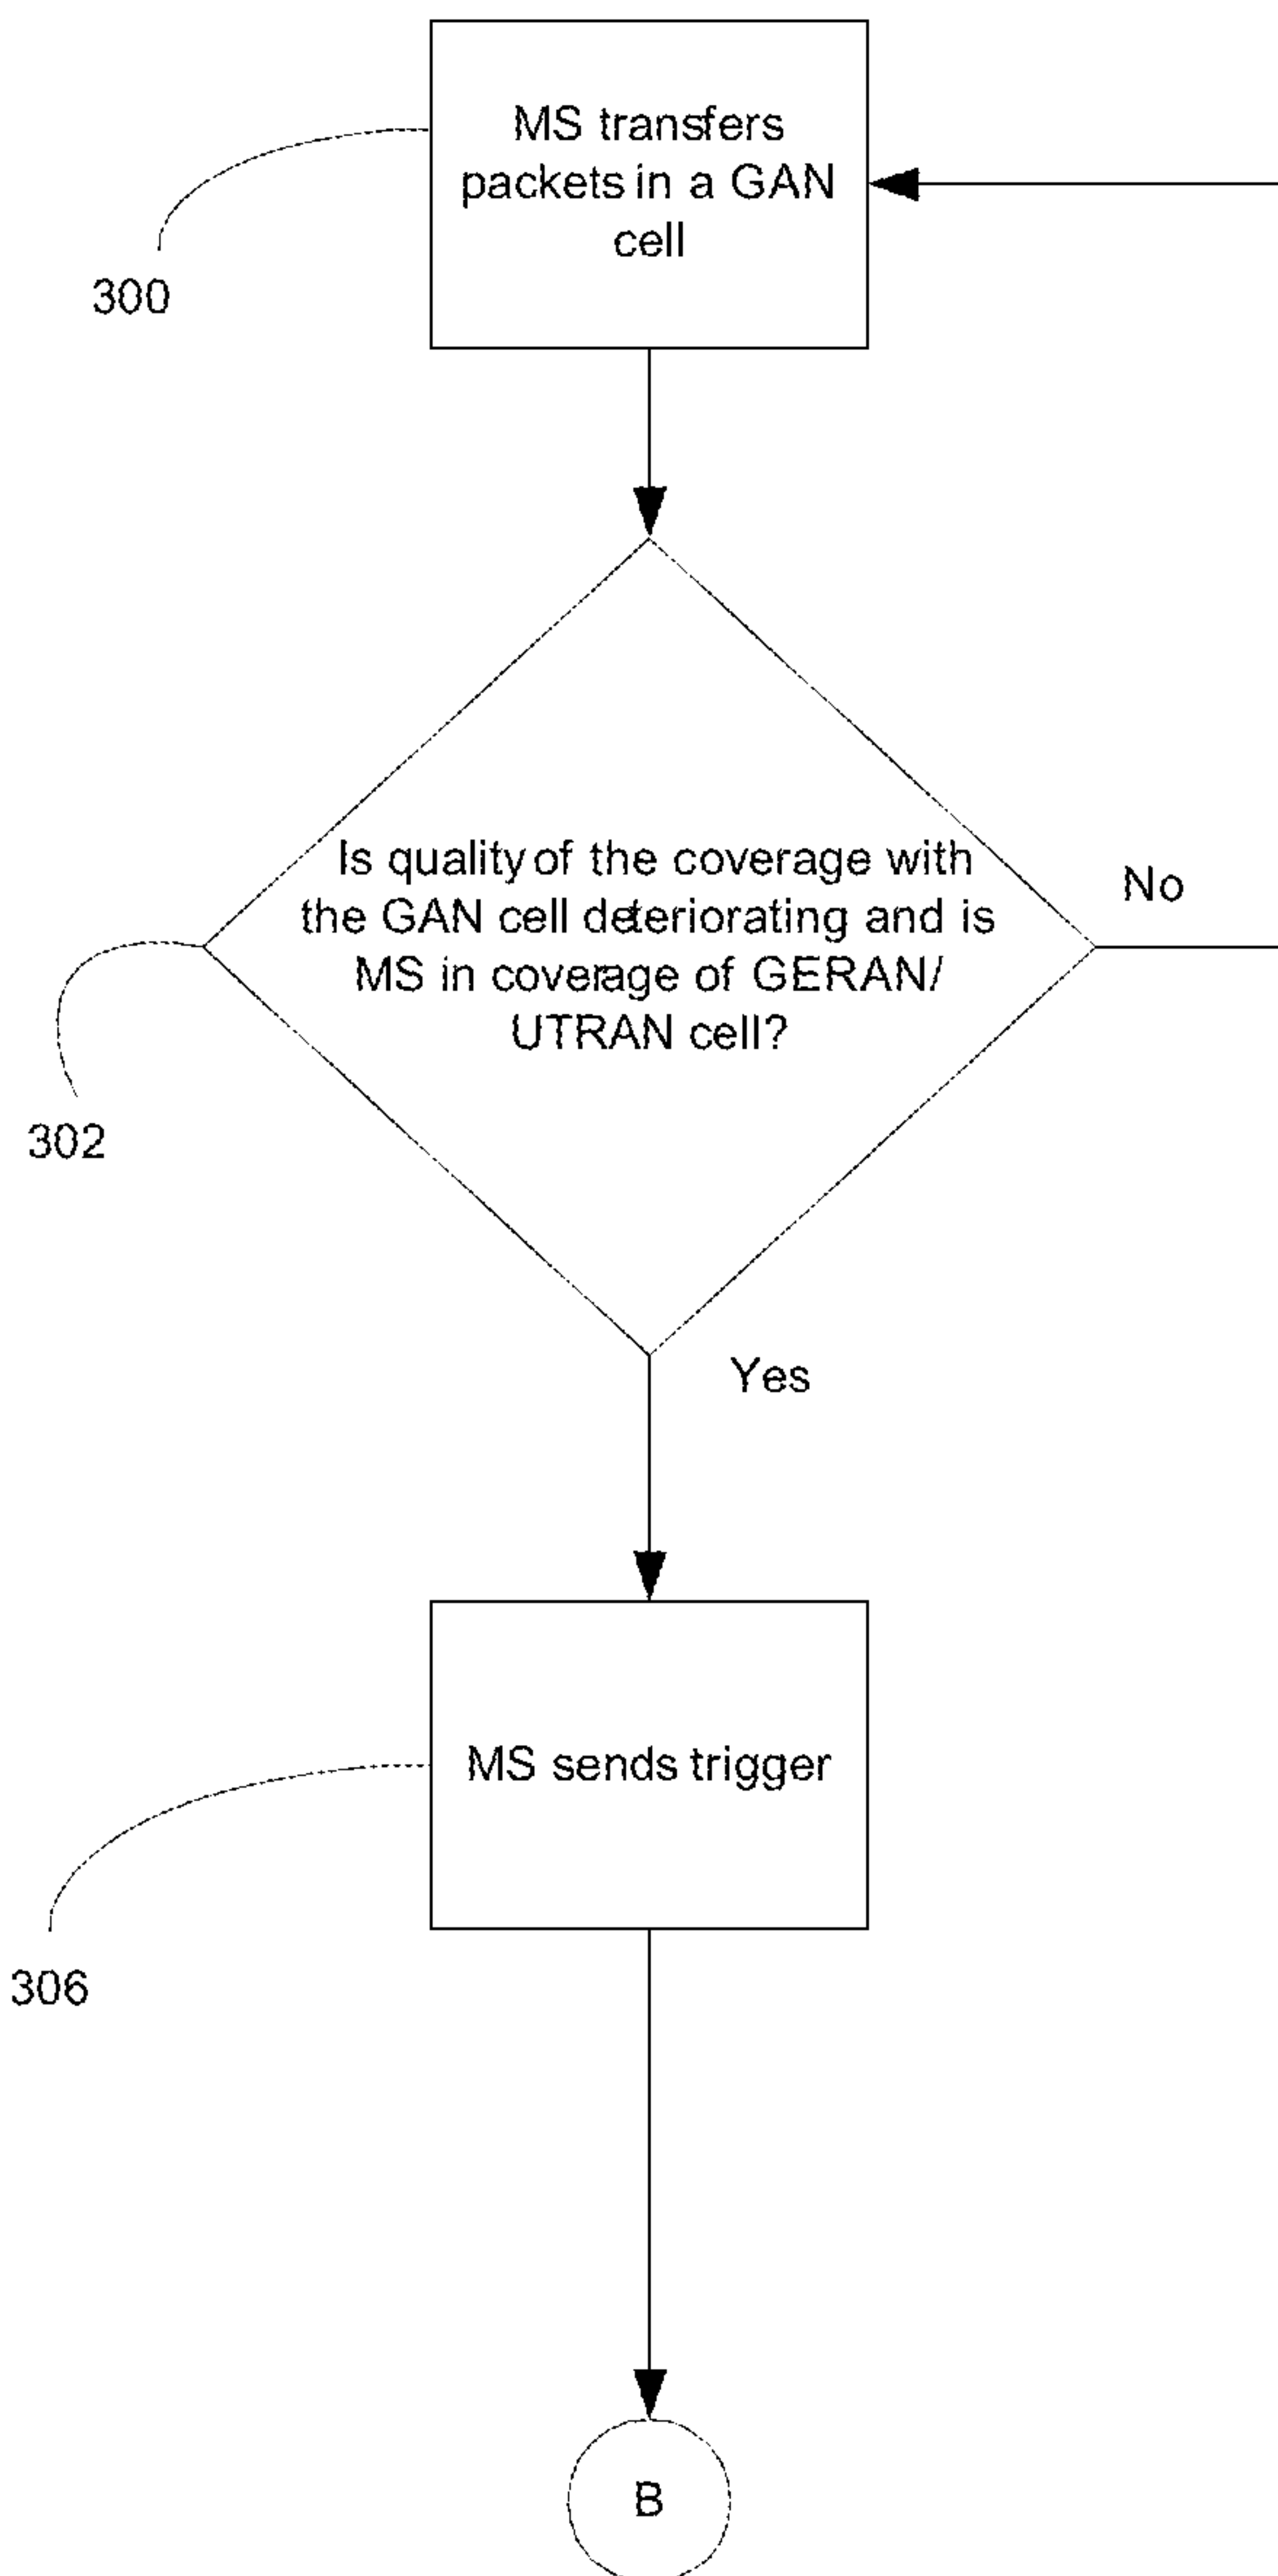 MS transfers
packets in a GAN
cell
300
Is quality of the coverage with
the GAN cell deteriorating and is
MS in coverage of GERAN/
UTRAN cell?
No
302
Yes
MS sends trigger
306
B